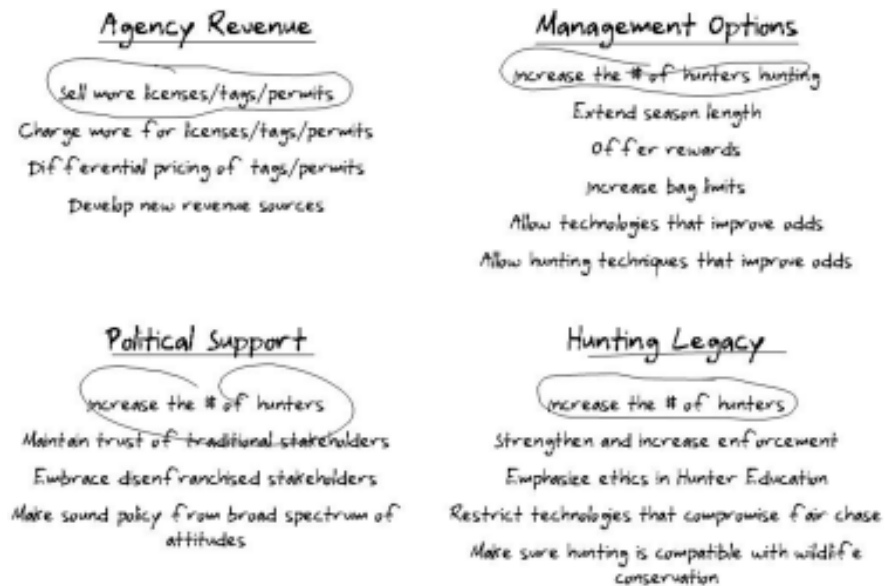 Agency Revenue
Sell more licenses/tags/permits
Charge more for licenses/tags/permits
Differential pricing of tags/permits
Develop new revenue sources
Management Options
Increase the # of hunters hunting
Extend season length
Offer rewards
Increase bag limits
Allow technologies that improve odds
Allow hunting techniques that improve odds
Political Support
Increase the # of hunters
Maintain trust of traditional stakeholders
Embrace disenfranchised stakeholders
Make sound policy from broad spectrum of
attitudes
Hunting Legacy
Increase the # of hunters
Strengthen and increase enforcement
Emphasize ethics in Hunter Education
Restrict technologies that compromise fair chase
Make sure hunting is compatible with wildlife
conservation